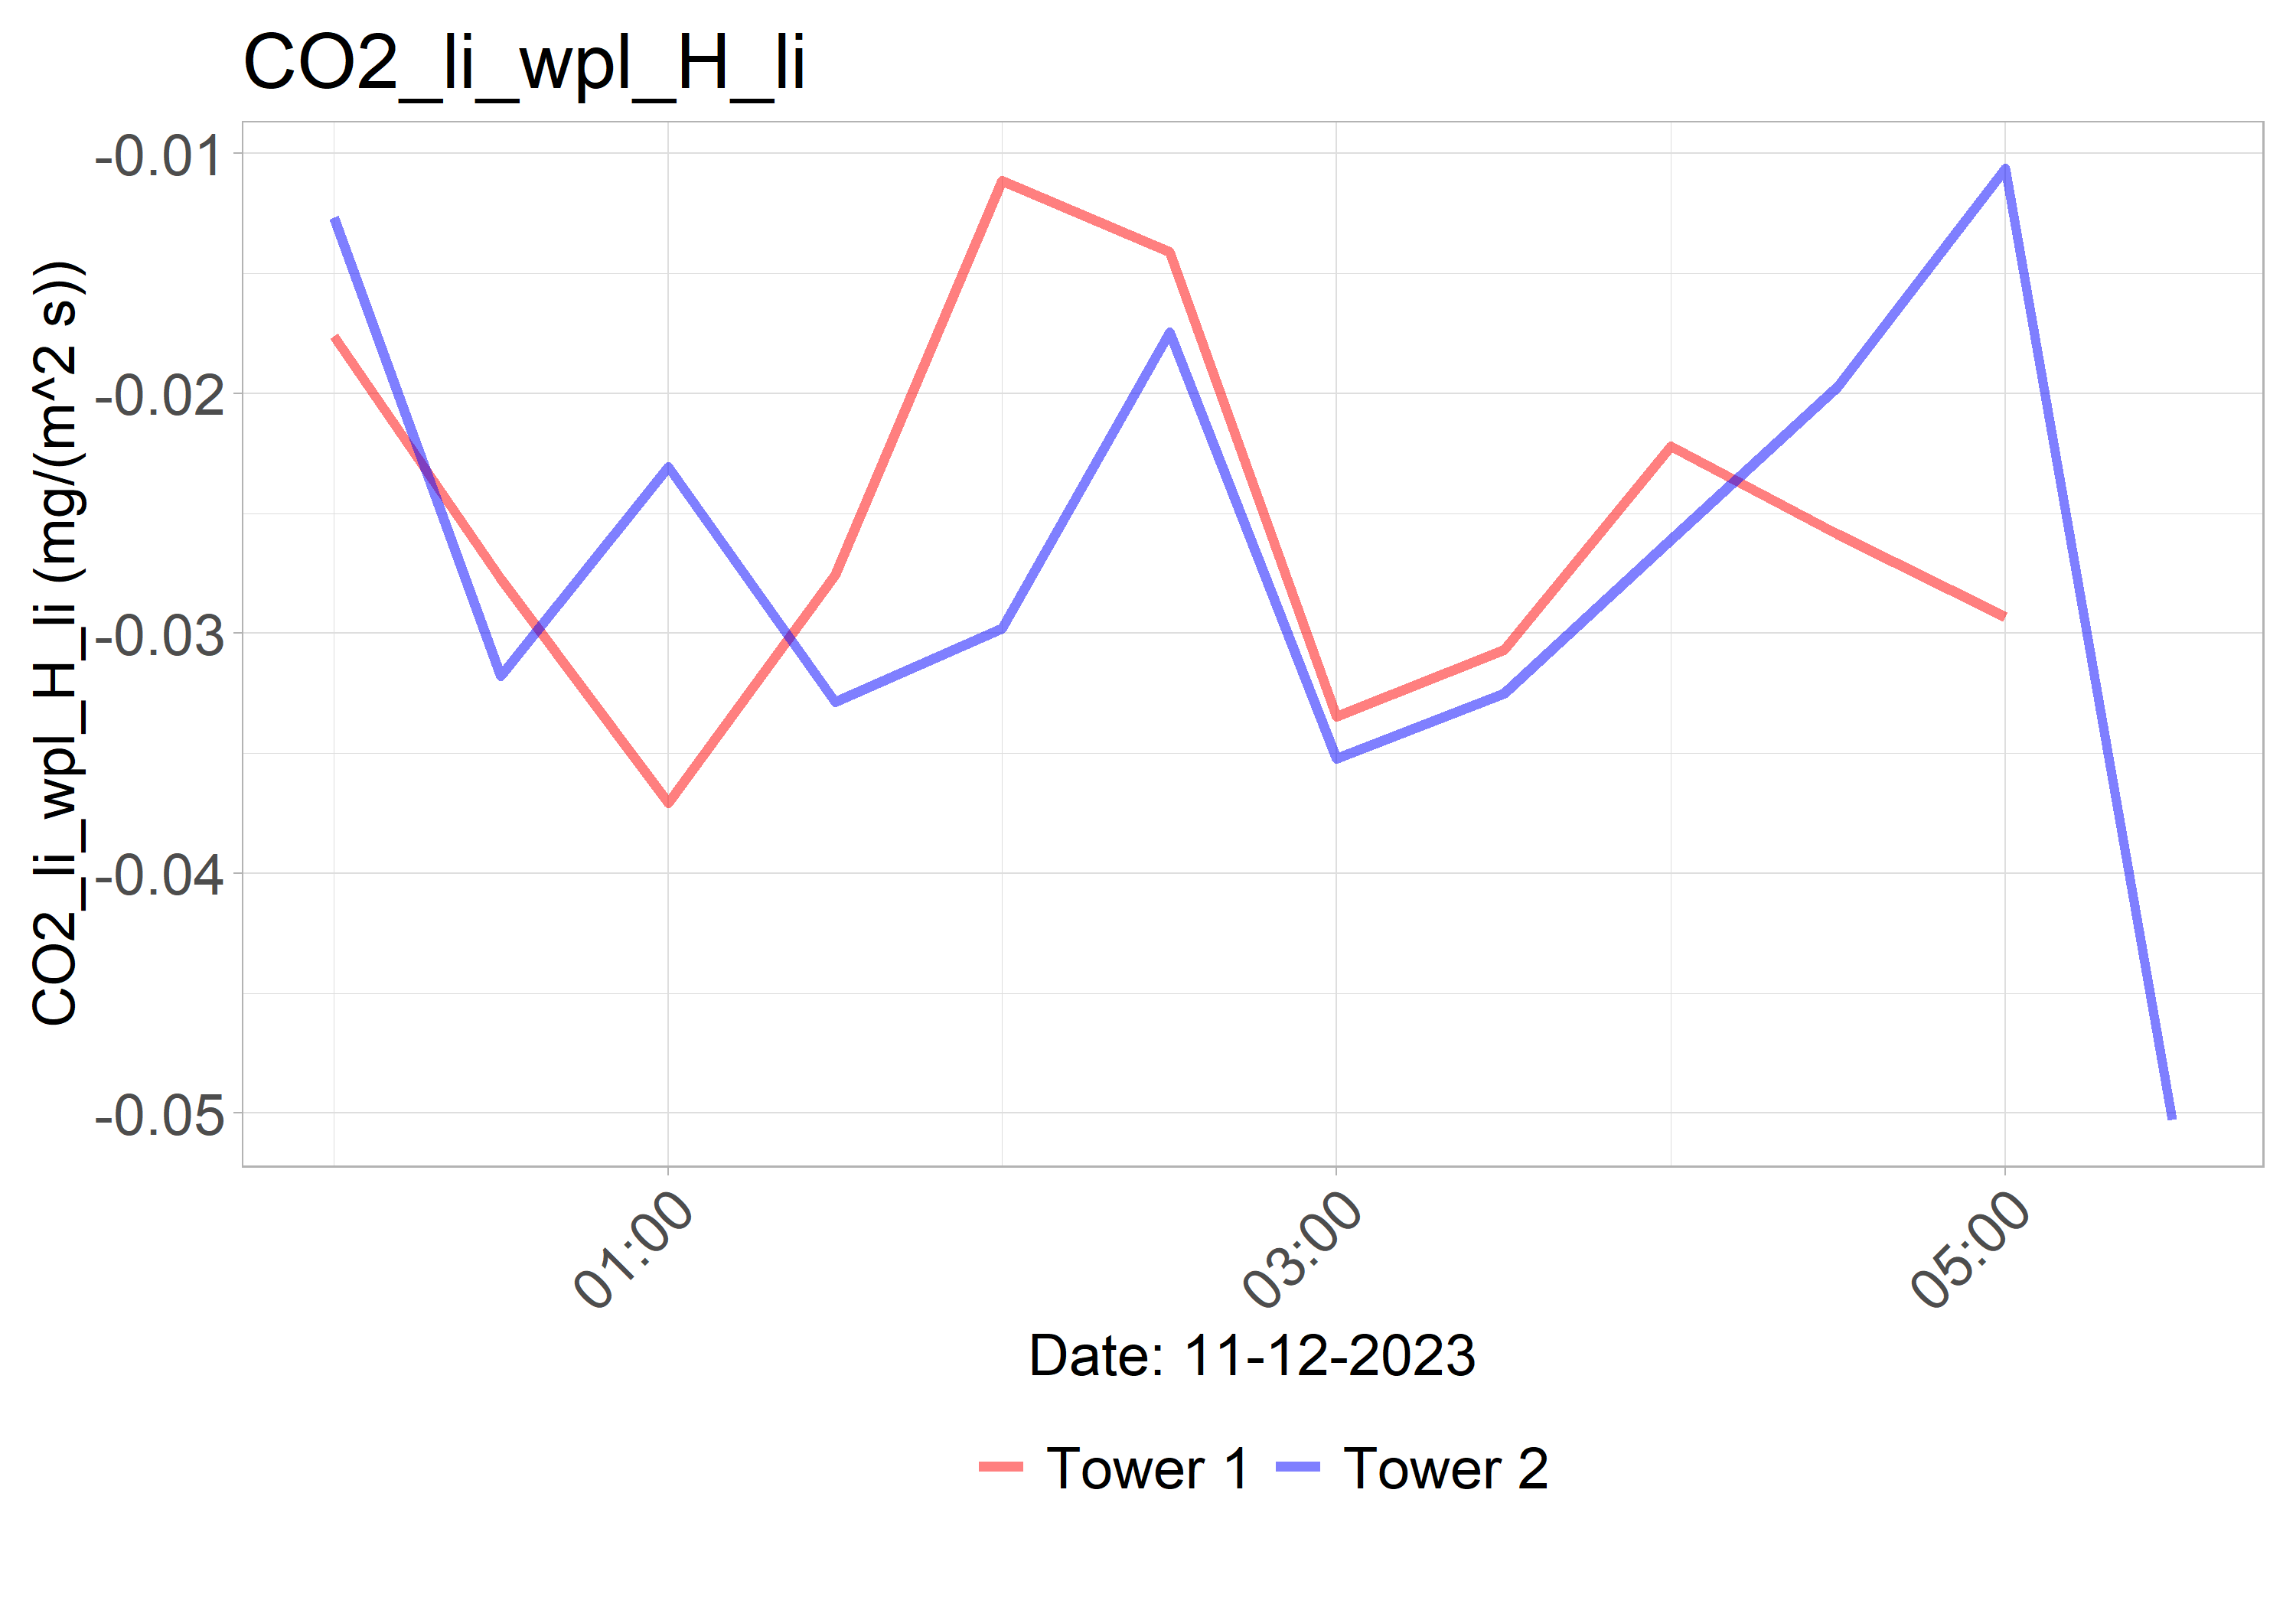 CO2_li_wpl_H_li
CO2_li_wpl_H_li (mg/(m^2 s))
-0.01
-0.02
-0.03
-0.04
-0.05
01:00
03:00
05:00
Date: 11-12-2023
Tower 1 Tower 2